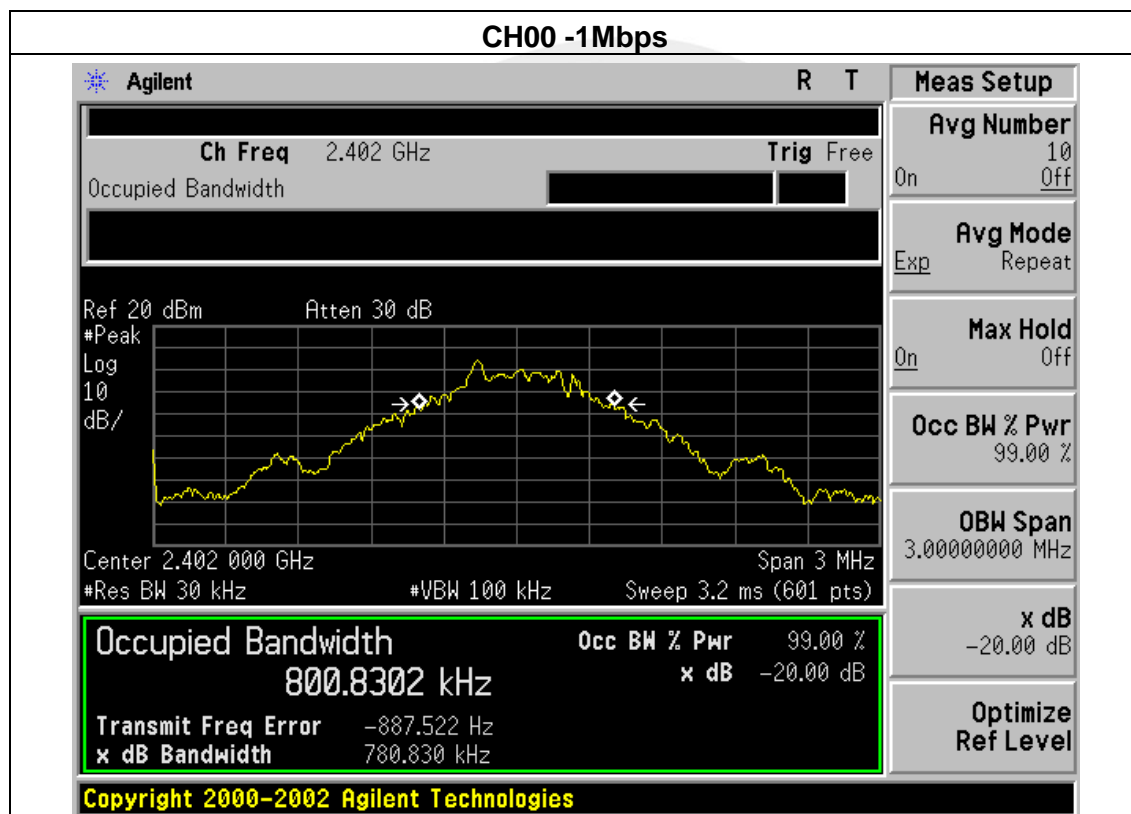 CH00 -1Mbps
Agilent R T
Ch Freq 2.402 GHz Trig Free
Occupied Bandwidth
Ref 20 dBm Atten 30 dB
#Peak
Log
10
dB/
Center 2.402 000 GHz Span 3 MHz
#Res BW 30 kHz #VBW 100 kHz Sweep 3.2 ms (601 pts)
Occupied Bandwidth Occ BW % Pwr 99.00 %
800.8302 kHz x dB -20.00 dB
Transmit Freq Error -887.522 Hz
x dB Bandwidth 780.830 kHz
Copyright 2000-2002 Agilent Technologies
Meas Setup
Avg Number
10
On Off
Avg Mode
Exp Repeat
Max Hold
On Off
Occ BW % Pwr
99.00 %
OBW Span
3.00000000 MHz
x dB
-20.00 dB
Optimize
Ref Level